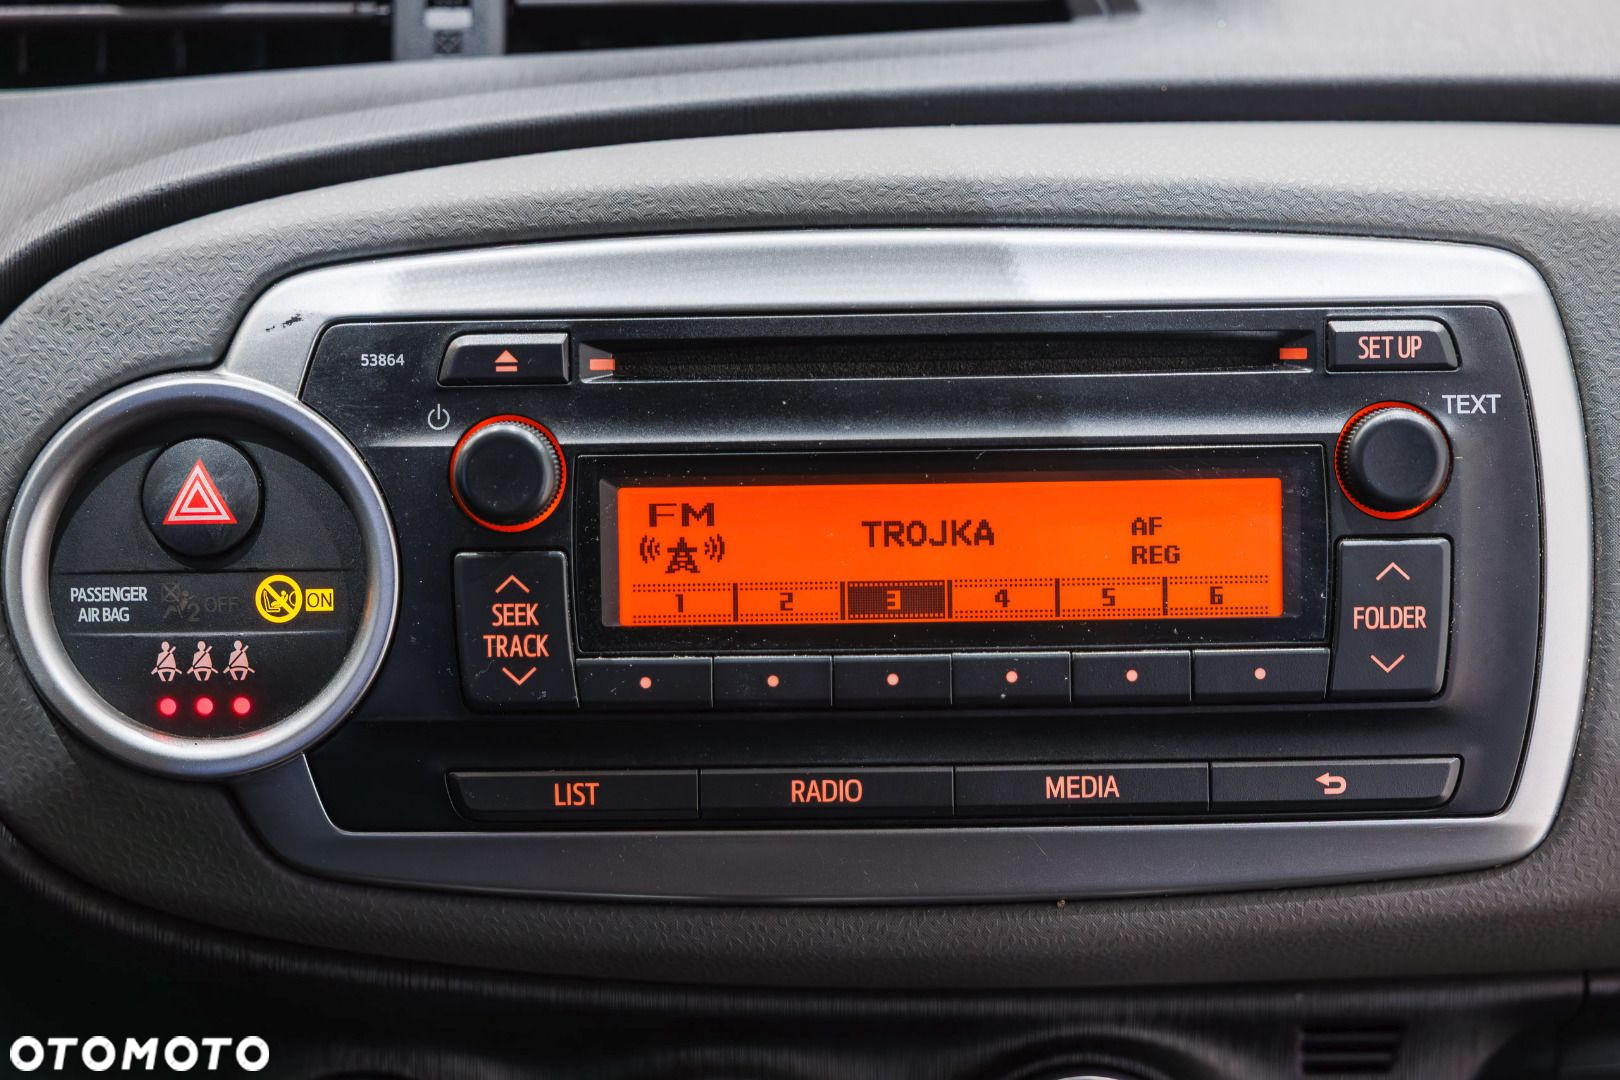 53864
SET UP
TEXT
FM
TROJKA
AF
REG
1 2 3 4 5 6
SEEK
TRACK
FOLDER
PASSENGER
AIR BAG
OFF
ON
LIST
RADIO
MEDIA
OTOMOTO